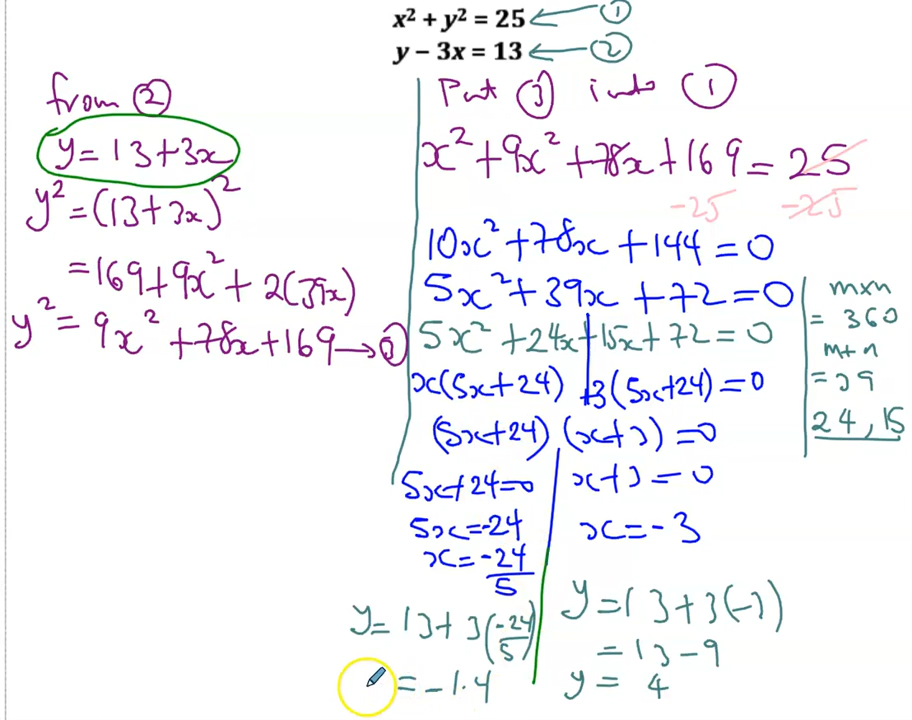 x² + y² = 25 ← ①
y − 3x = 13 ← ②
from ②
y = 13+3x
y² = (13+3x)²
= 169+9x² + 2(39x)
y² = 9x² +78x+169 → ③
Put ③ into ①
x² +9x² +78x+169 = 25
-25 -25
10x² +78x +144 = 0
5x² +39x +72 = 0
5x² +24x+15x+72 = 0
x(5x+24) +3(5x+24) = 0
(5x+24) (x+3) = 0
5x+24=0
5x=-24
x= -24/5
y= 13+ 3(-24/5)
= -1.4
x+3 = 0
x= -3
y = 13+3(-3)
= 13-9
y = 4
m×n
= 360
m+n
= 39
24, 15